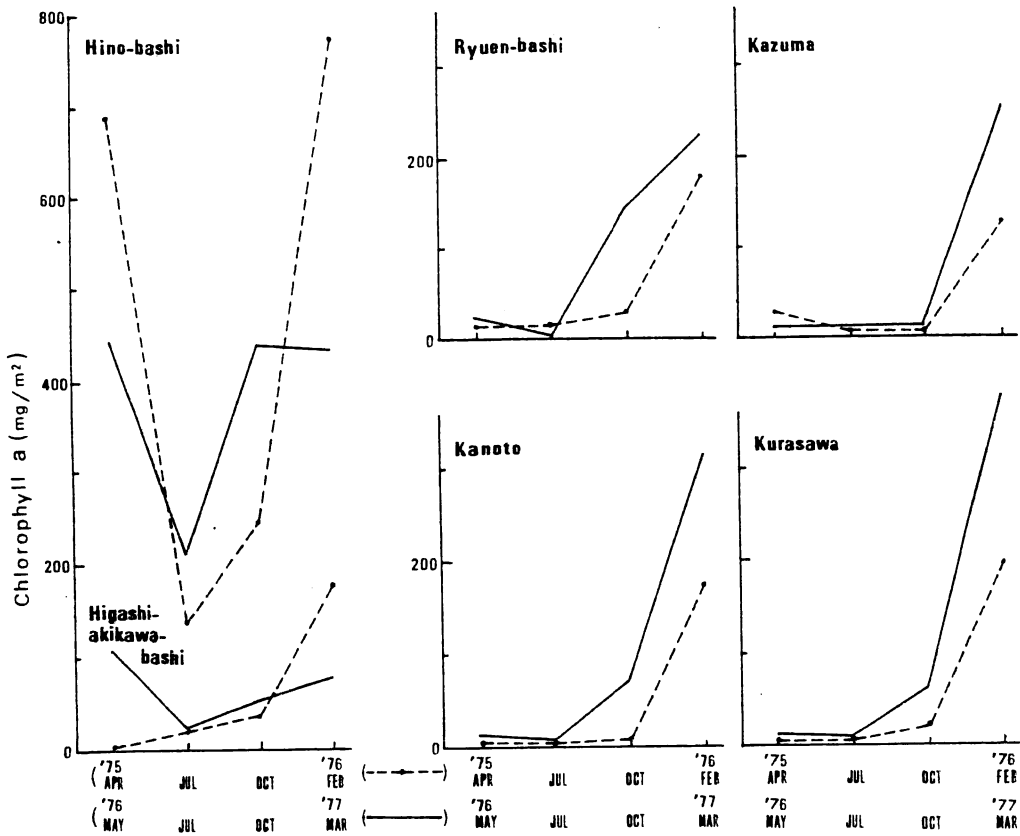 Chlorophyll a (mg/m²)
800
600
400
200
0
Hino-bashi
Higashi-
akikawa-
bashi
Ryuen-bashi
200
0
Kazuma
Kanoto
200
0
Kurasawa
( '75 '76 (--•--) '75 '76 '75 '76
APR JUL OCT FEB APR JUL OCT FEB APR JUL OCT FEB
( '76 '77 (——) '76 '77 '76 '77
MAY JUL OCT MAR MAY JUL OCT MAR MAY JUL OCT MAR